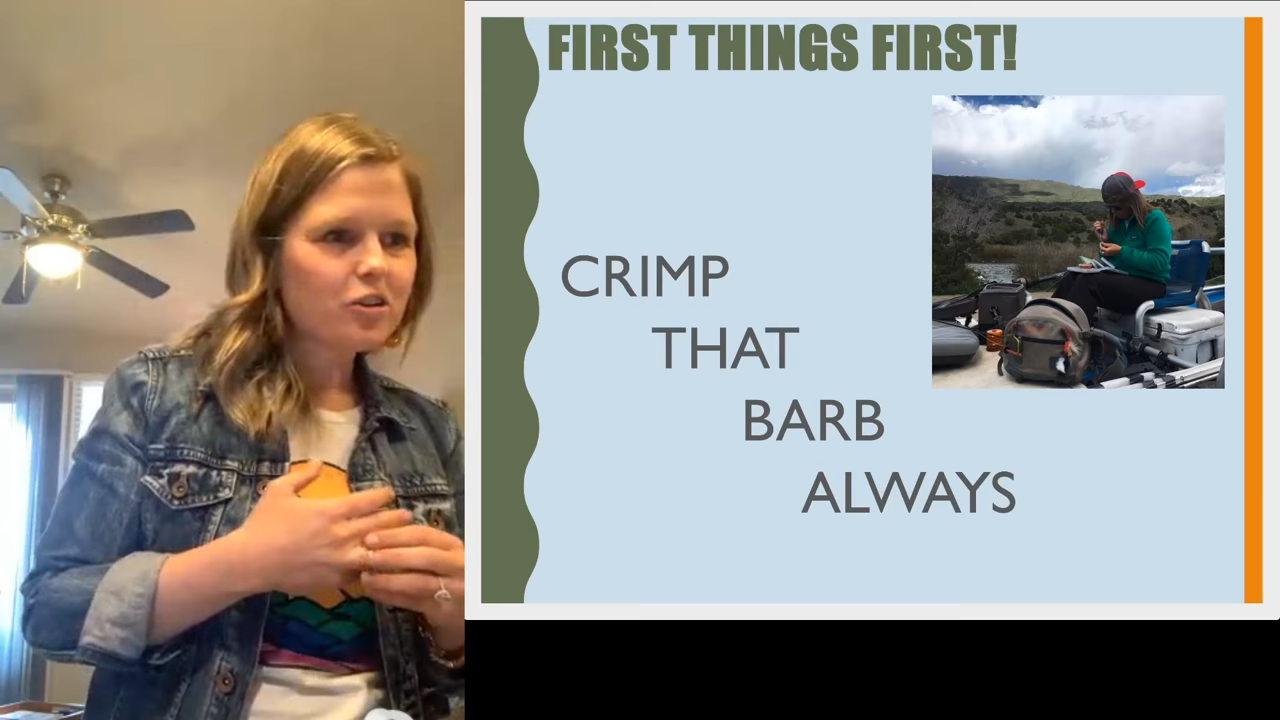 FIRST THINGS FIRST!
CRIMP
THAT
BARB
ALWAYS